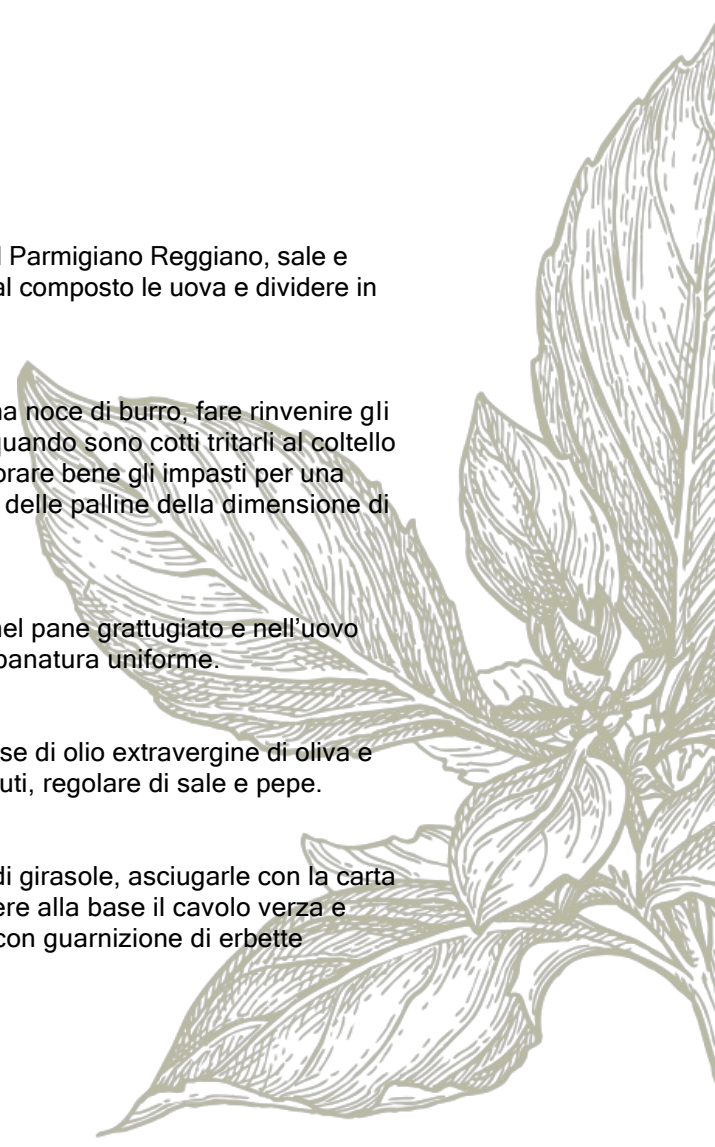 l Parmigiano Reggiano, sale e
al composto le uova e dividere in
na noce di burro, fare rinvenire gli
quando sono cotti tritarli al coltello
orare bene gli impasti per una
delle palline della dimensione di
nel pane grattugiato e nell'uovo
panatura uniforme.
se di olio extravergine di oliva e
uti, regolare di sale e pepe.
di girasole, asciugarle con la carta
ere alla base il cavolo verza e
con guarnizione di erbette